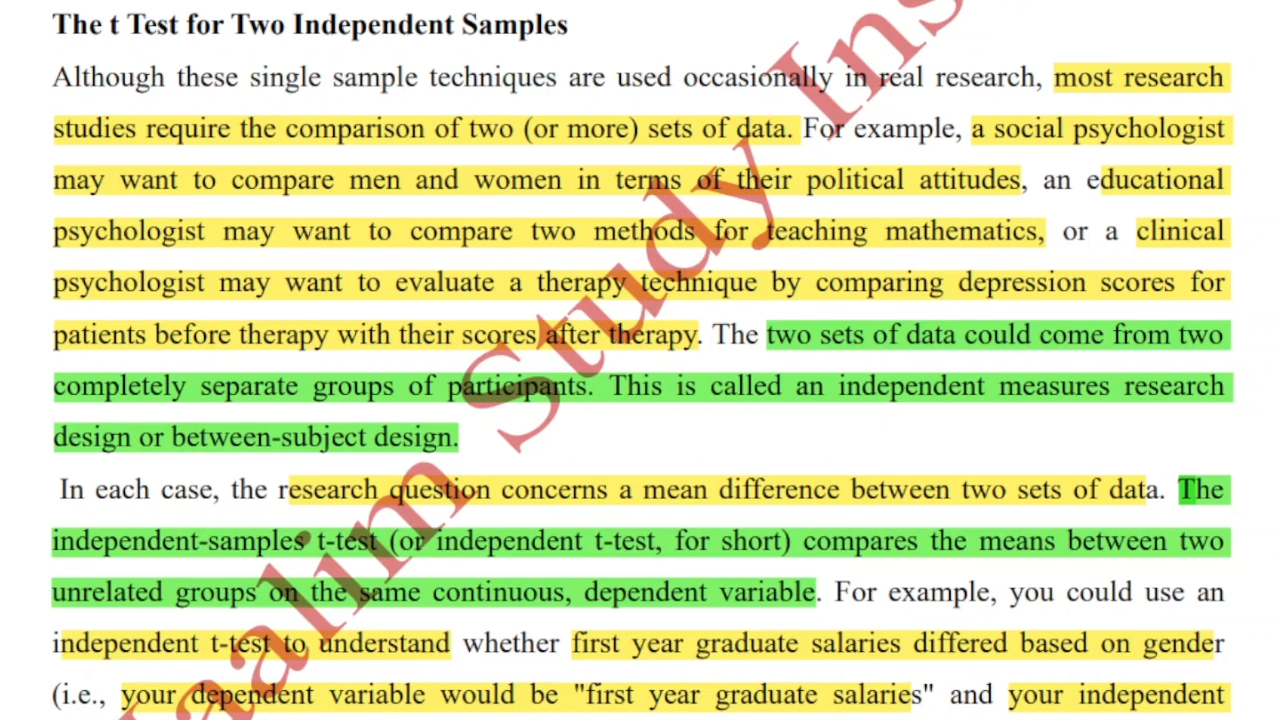 The t Test for Two Independent Samples
Although these single sample techniques are used occasionally in real research, most research
studies require the comparison of two (or more) sets of data. For example, a social psychologist
may want to compare men and women in terms of their political attitudes, an educational
psychologist may want to compare two methods for teaching mathematics, or a clinical
psychologist may want to evaluate a therapy technique by comparing depression scores for
patients before therapy with their scores after therapy. The two sets of data could come from two
completely separate groups of participants. This is called an independent measures research
design or between-subject design.
In each case, the research question concerns a mean difference between two sets of data. The
independent-samples t-test (or independent t-test, for short) compares the means between two
unrelated groups on the same continuous, dependent variable. For example, you could use an
independent t-test to understand whether first year graduate salaries differed based on gender
(i.e., your dependent variable would be "first year graduate salaries" and your independent
aalim Study Ins